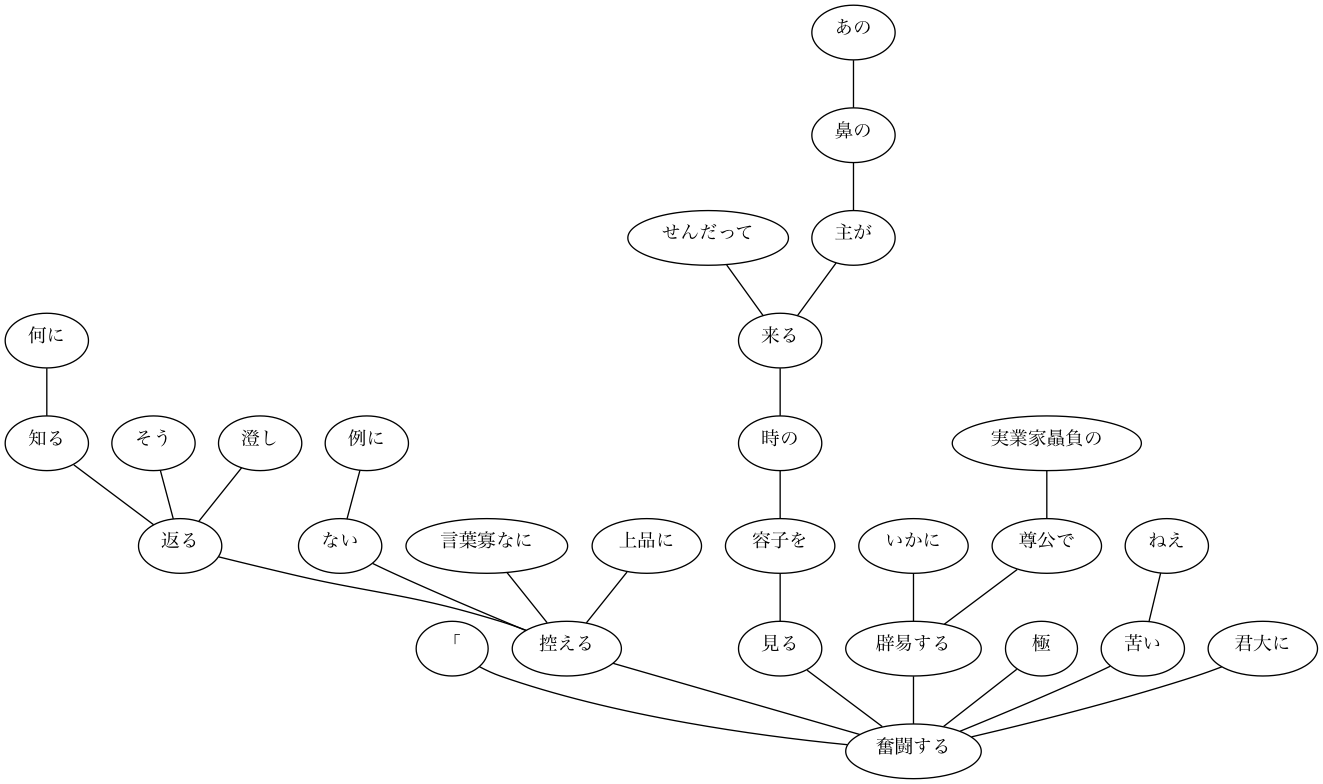 あの
鼻の
せんだって
主が
何に
来る
知る
そう
澄し
例に
時の
実業家贔負の
返る
ない
言葉寡なに
上品に
容子を
いかに
尊公で
ねえ
「
控える
見る
辟易する
極
苦い
君大に
奮闘する